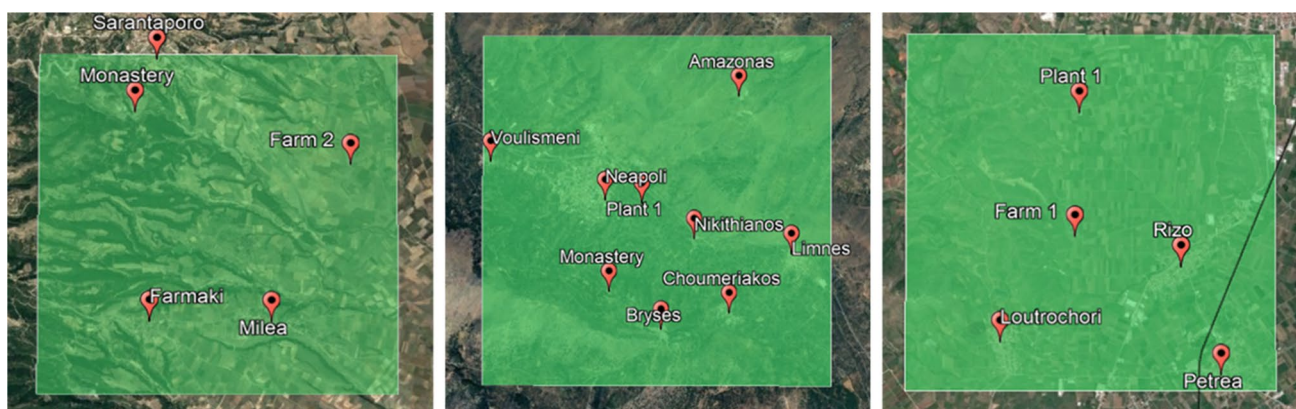 Sarantaporo
Monastery
Farm 2
Farmaki
Milea
Amazonas
Voulismeni
Neapoli
Plant 1
Nikithianos
Limnes
Monastery
Choumeriakos
Bryses
Plant 1
Farm 1
Rizo
Loutrochori
Petrea